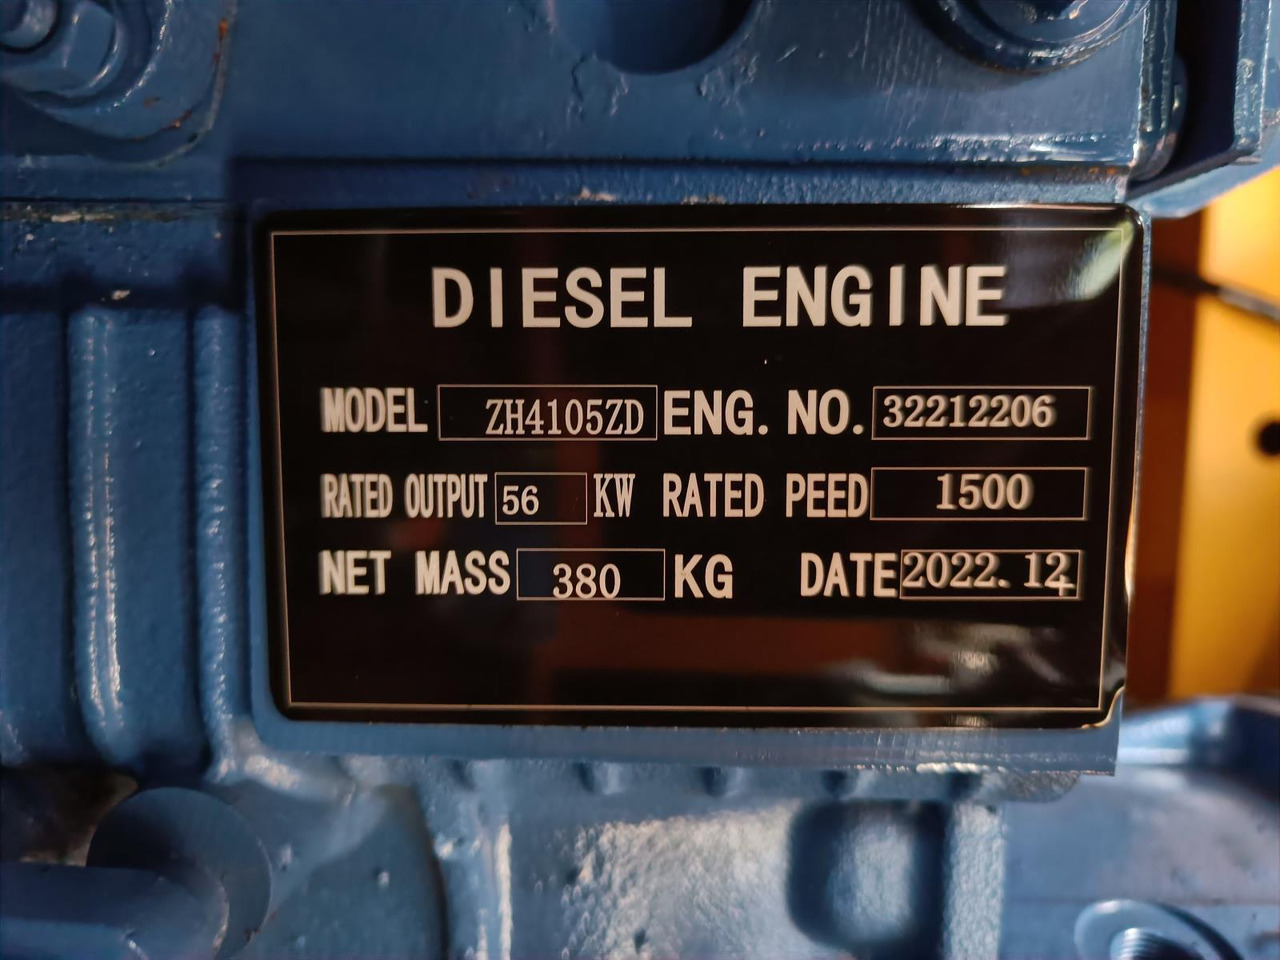 DIESEL ENGINE
MODEL ZH4105ZD ENG. NO. 32212206
RATED OUTPUT 56 KW RATED PEED 1500
NET MASS 380 KG DATE 2022.12